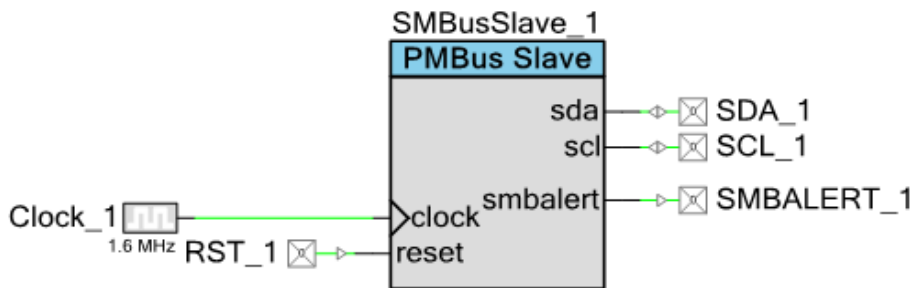 SMBusSlave_1
PMBus Slave
sda
SDA_1
scl
SCL_1
smbalert
SMBALERT_1
Clock_1
1.6 MHz
clock
RST_1
reset